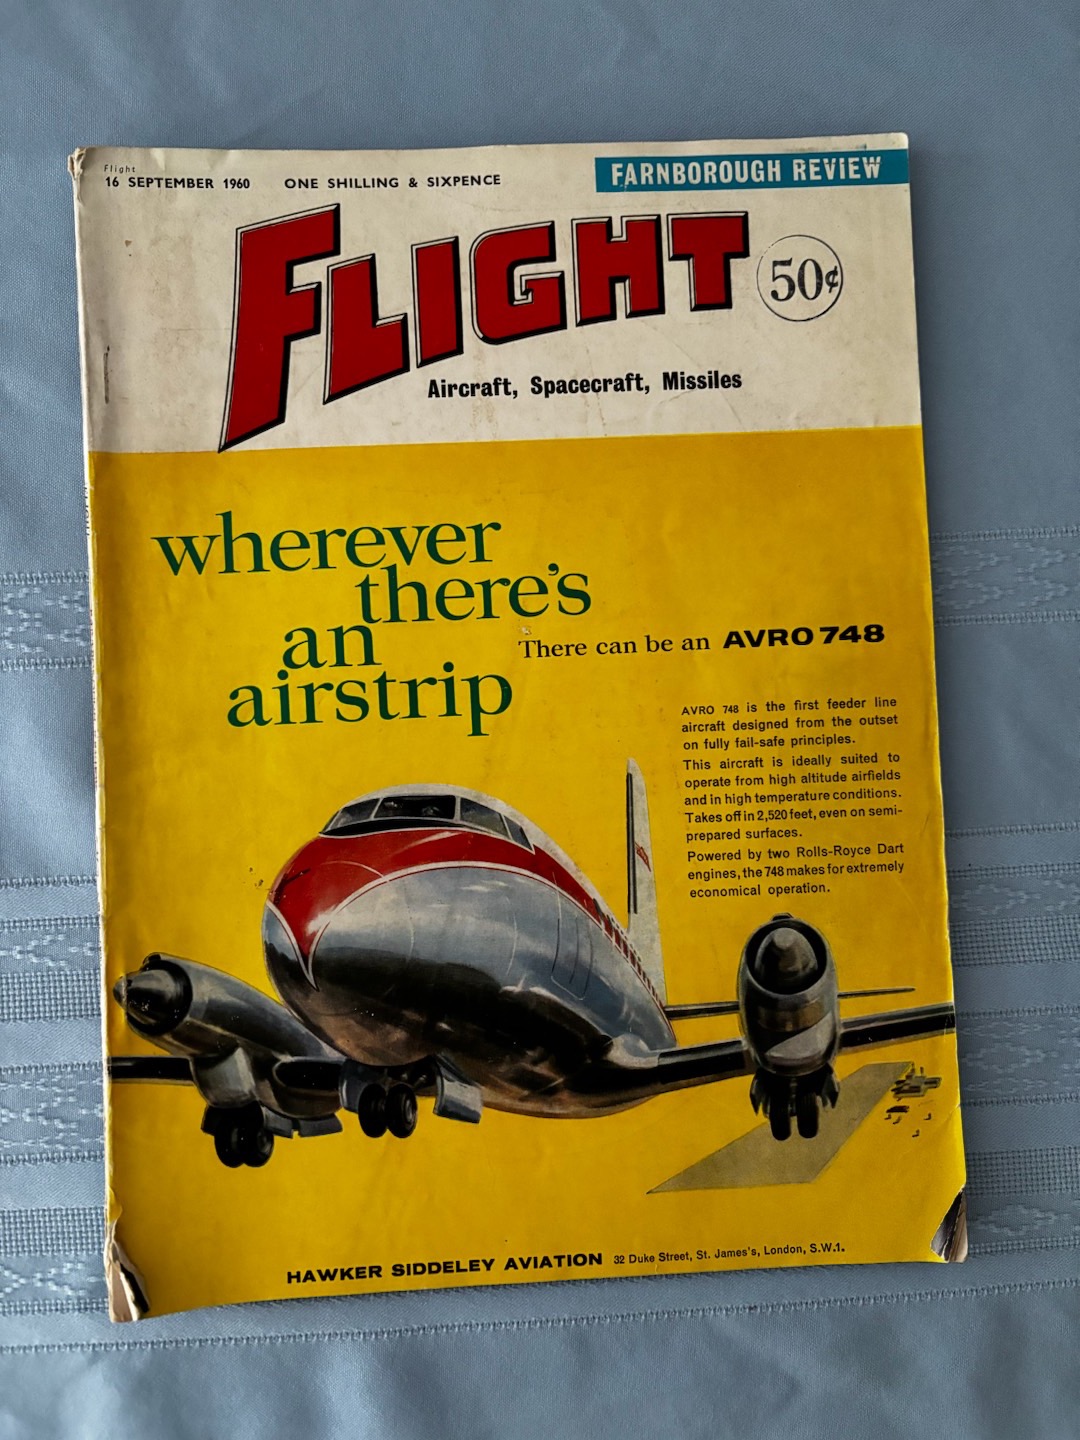 Flight
16 SEPTEMBER 1960 ONE SHILLING & SIXPENCE
FARNBOROUGH REVIEW
FLIGHT
50¢
Aircraft, Spacecraft, Missiles
wherever
there's
an
airstrip
There can be an AVRO 748
AVRO 748 is the first feeder line
aircraft designed from the outset
on fully fail-safe principles.
This aircraft is ideally suited to
operate from high altitude airfields
and in high temperature conditions.
Takes off in 2,520 feet, even on semi-
prepared surfaces.
Powered by two Rolls-Royce Dart
engines, the 748 makes for extremely
economical operation.
HAWKER SIDDELEY AVIATION 32 Duke Street, St. James's, London, S.W.1.